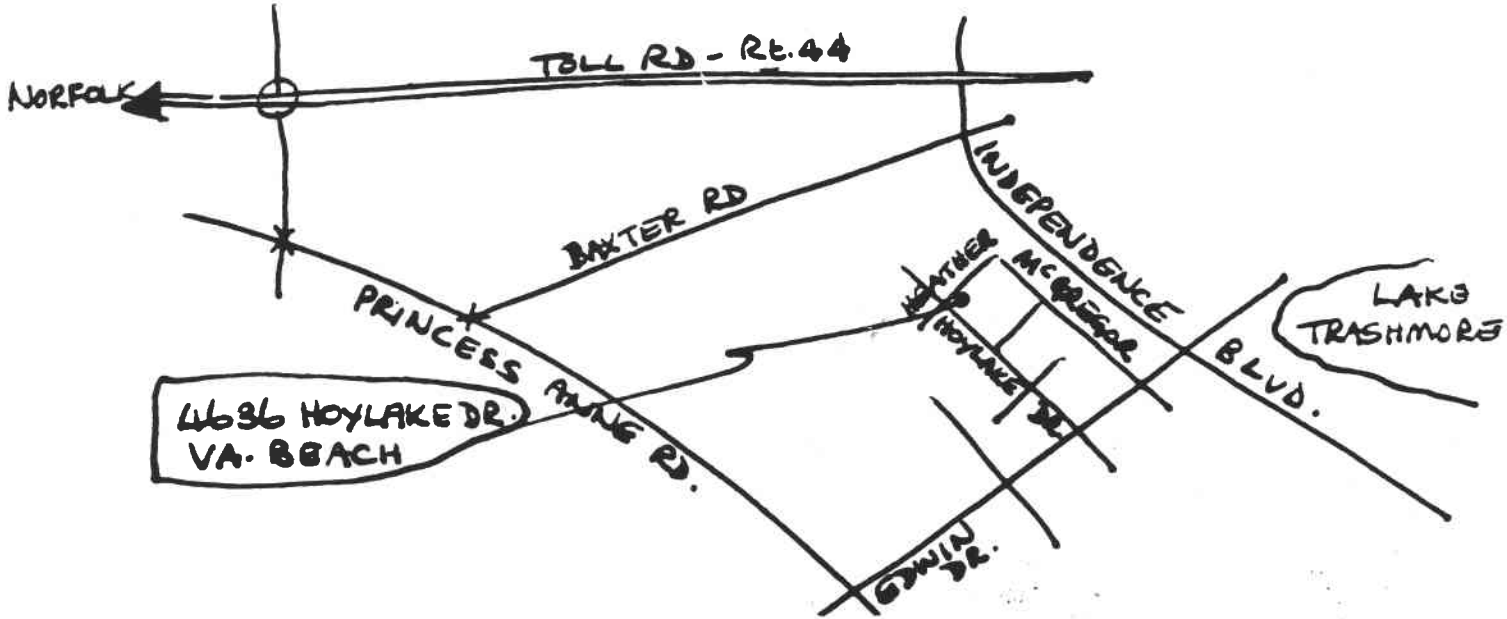 TOLL RD - Rt. 44
NORFOLK
INDEPENDENCE BLVD.
BAXTER RD
HEATHER
McGREGOR
LAKE
TRASHMORE
HOYLAKE DR.
PRINCESS ANNE RD.
4636 HOYLAKE DR.
VA. BEACH
EDWIN
DR.